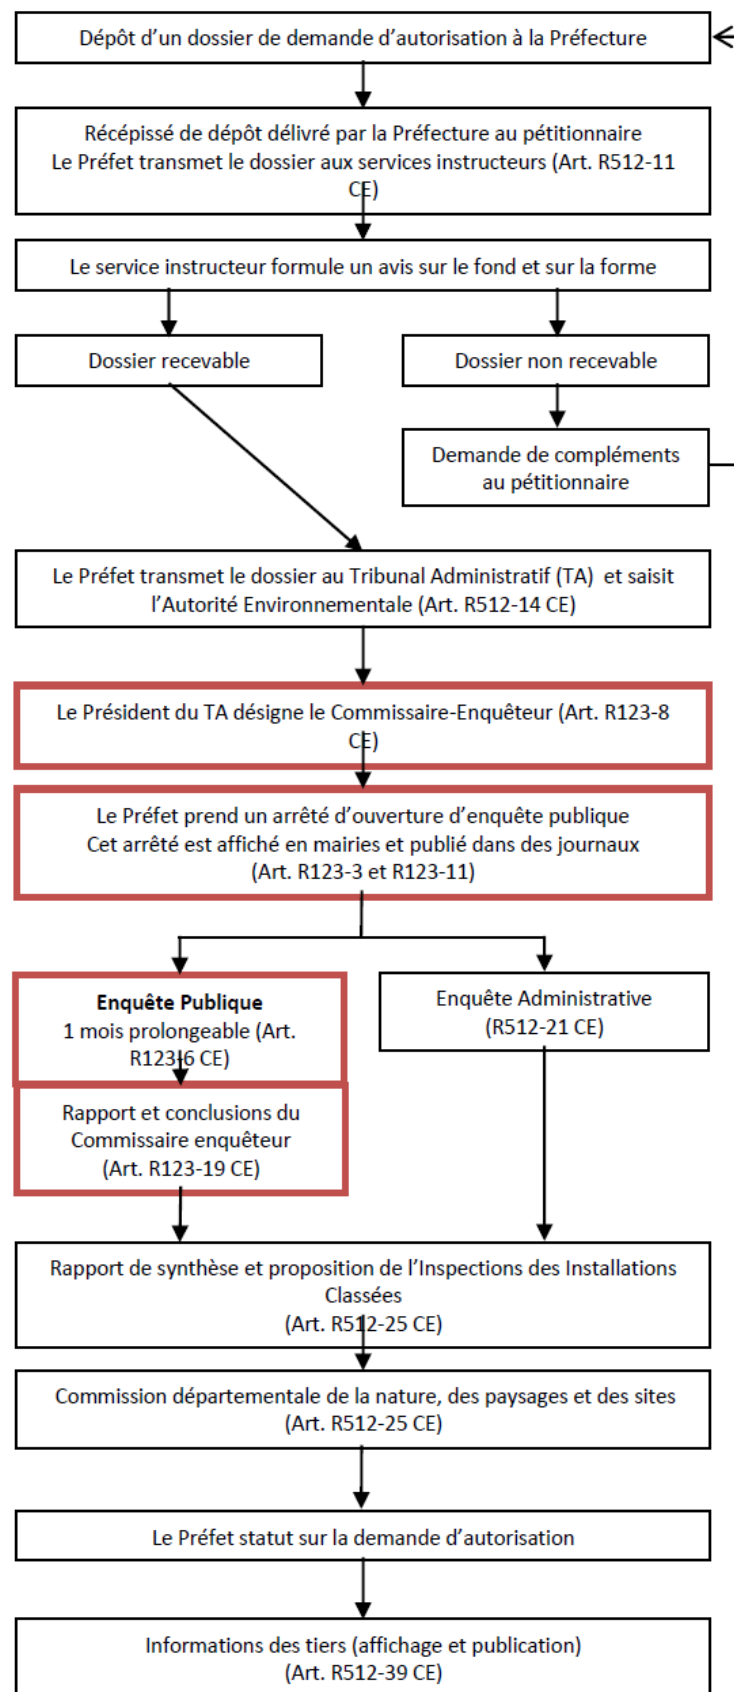 Dépôt d'un dossier de demande d'autorisation à la Préfecture
Récépissé de dépôt délivré par la Préfecture au pétitionnaire
Le Préfet transmet le dossier aux services instructeurs (Art. R512-11
CE)
Le service instructeur formule un avis sur le fond et sur la forme
Dossier recevable
Dossier non recevable
Demande de compléments
au pétitionnaire
Le Préfet transmet le dossier au Tribunal Administratif (TA) et saisit
l'Autorité Environnementale (Art. R512-14 CE)
Le Président du TA désigne le Commissaire-Enquêteur (Art. R123-8
CE)
Le Préfet prend un arrêté d'ouverture d'enquête publique
Cet arrêté est affiché en mairies et publié dans des journaux
(Art. R123-3 et R123-11)
Enquête Publique
1 mois prolongeable (Art.
R123-6 CE)
Enquête Administrative
(R512-21 CE)
Rapport et conclusions du
Commissaire enquêteur
(Art. R123-19 CE)
Rapport de synthèse et proposition de l'Inspections des Installations
Classées
(Art. R512-25 CE)
Commission départementale de la nature, des paysages et des sites
(Art. R512-25 CE)
Le Préfet statut sur la demande d'autorisation
Informations des tiers (affichage et publication)
(Art. R512-39 CE)